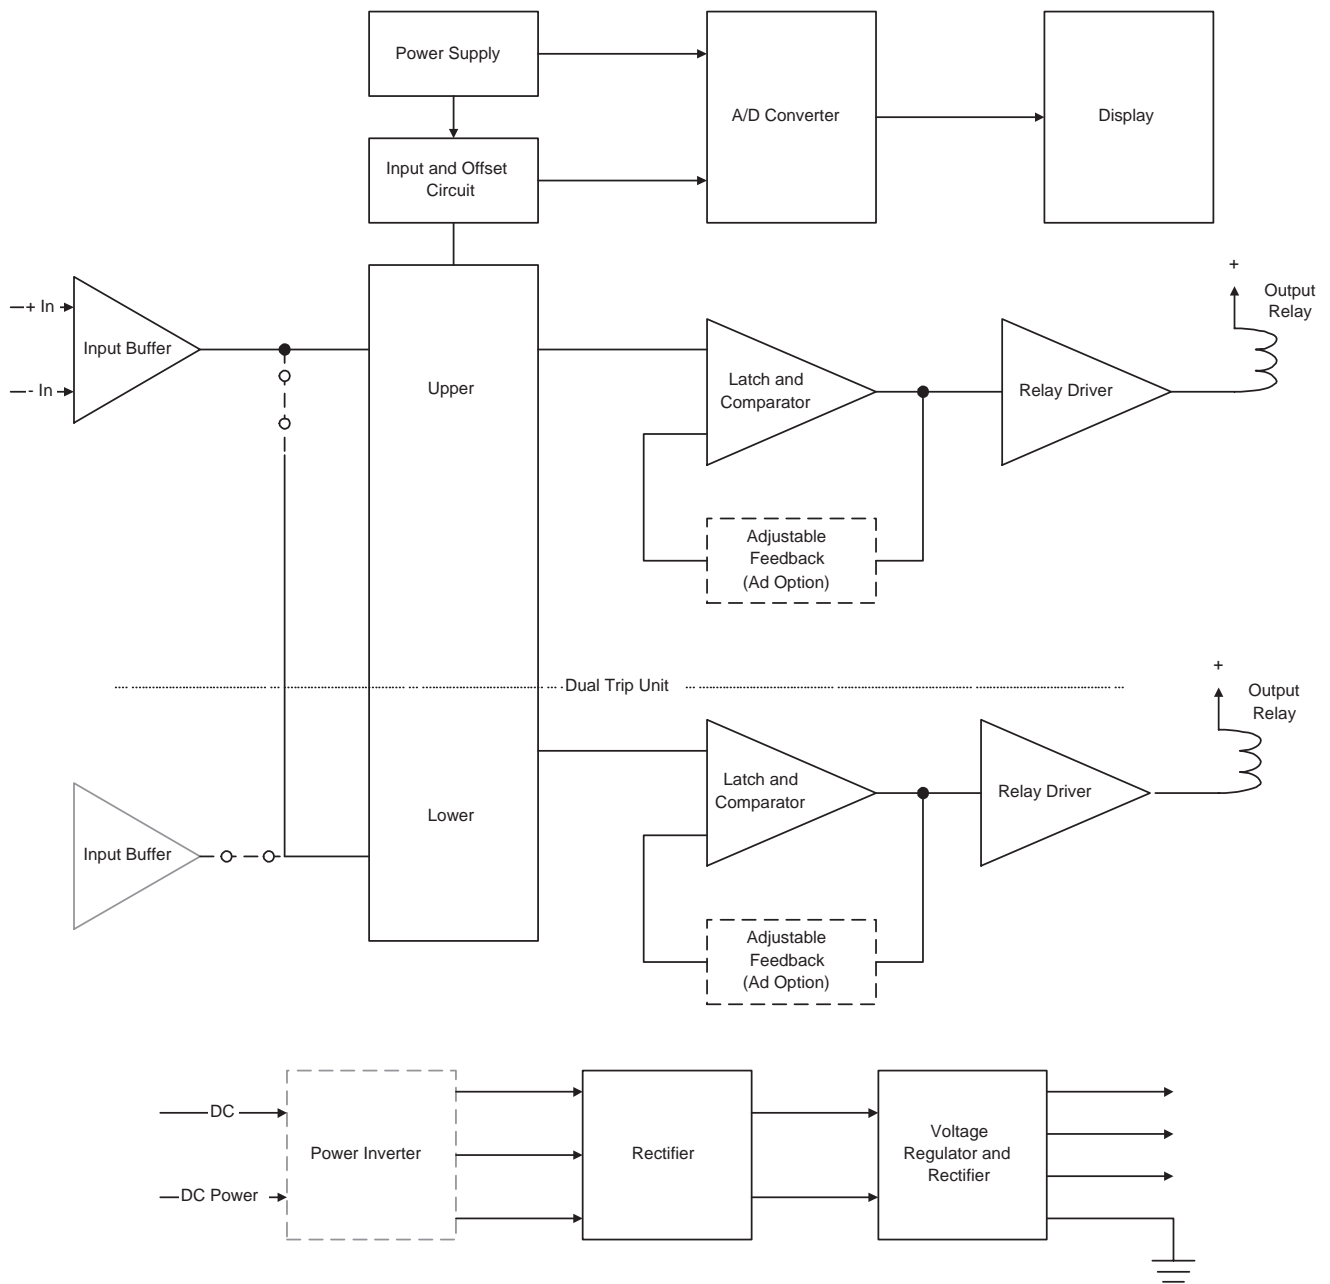 Power Supply
A/D Converter
Display
Input and Offset
Circuit
+
Output
Relay
+ In
Input Buffer
- In
Upper
Latch and
Comparator
Relay Driver
Adjustable
Feedback
(Ad Option)
Dual Trip Unit
+
Output
Relay
Latch and
Comparator
Relay Driver
Lower
Input Buffer
Adjustable
Feedback
(Ad Option)
DC
DC Power
Power Inverter
Rectifier
Voltage
Regulator and
Rectifier